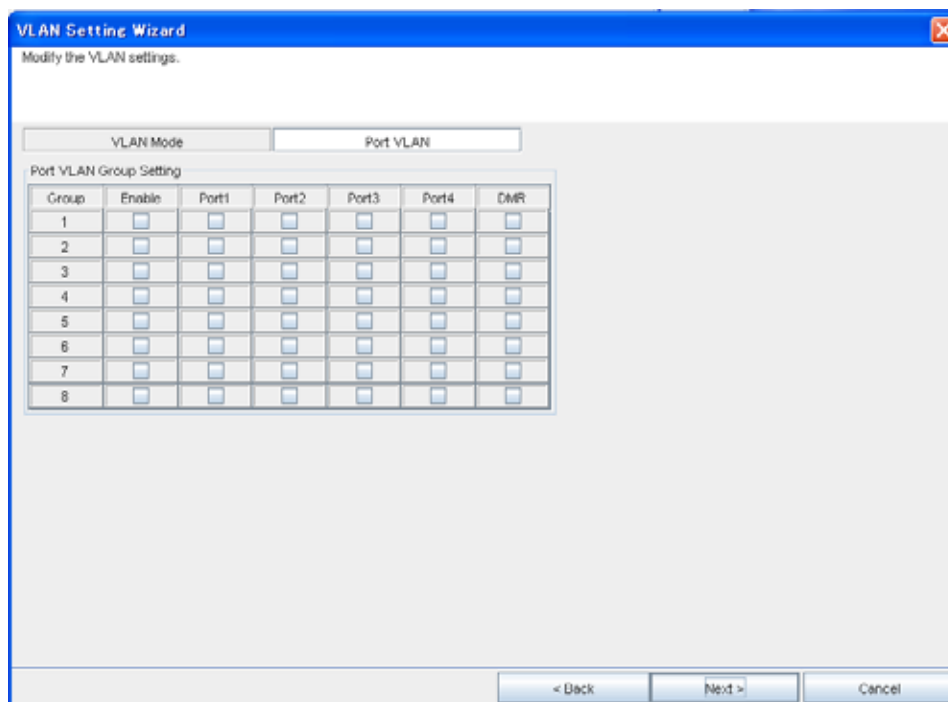 VLAN Setting Wizard
Modify the VLAN settings.
VLAN Mode Port VLAN
Port VLAN Group Setting
Group Enable Port1 Port2 Port3 Port4 DMR
1
2
3
4
5
6
7
8
< Back Next > Cancel